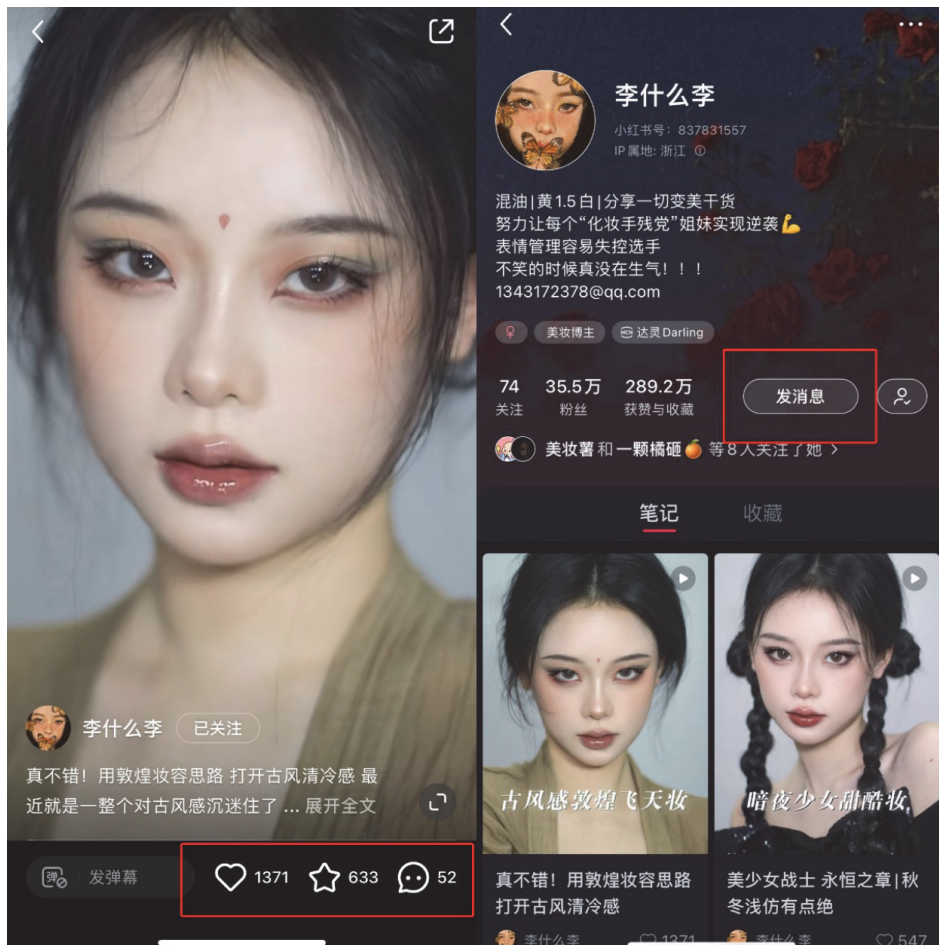 李什么李
已关注
真不错！用敦煌妆容思路 打开古风清冷感 最
近就是一整个对古风感沉迷住了 ... 展开全文
弹
发弹幕
1371
633
52
李什么李
小红书号：837831557
IP属地: 浙江
混油|黄1.5白|分享一切变美干货
努力让每个“化妆手残党”姐妹实现逆袭💪
表情管理容易失控选手
不笑的时候真没在生气！！！
1343172378@qq.com
♀ 美妆博主 达灵Darling
74 35.5万 289.2万 发消息
关注 粉丝 获赞与收藏
美妆薯和一颗橘砸🍊 等8人关注了她 >
笔记 收藏
古风感敦煌飞天妆
真不错！用敦煌妆容思路
打开古风清冷感
李什么李 1371
暗夜少女甜酷妆
美少女战士 永恒之章|秋
冬浅仿有点绝
李什么李 547